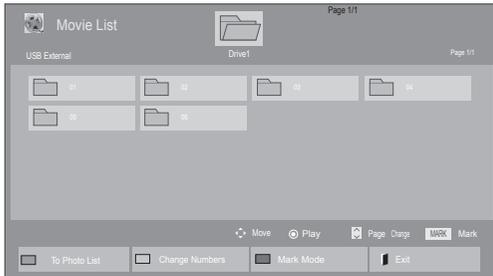 Page 1/1
Movie List
USB External
Drive1
Page 1/1
01 02 03 04
05 06
Move Play Page Change MARK Mark
To Photo List Change Numbers Mark Mode Exit